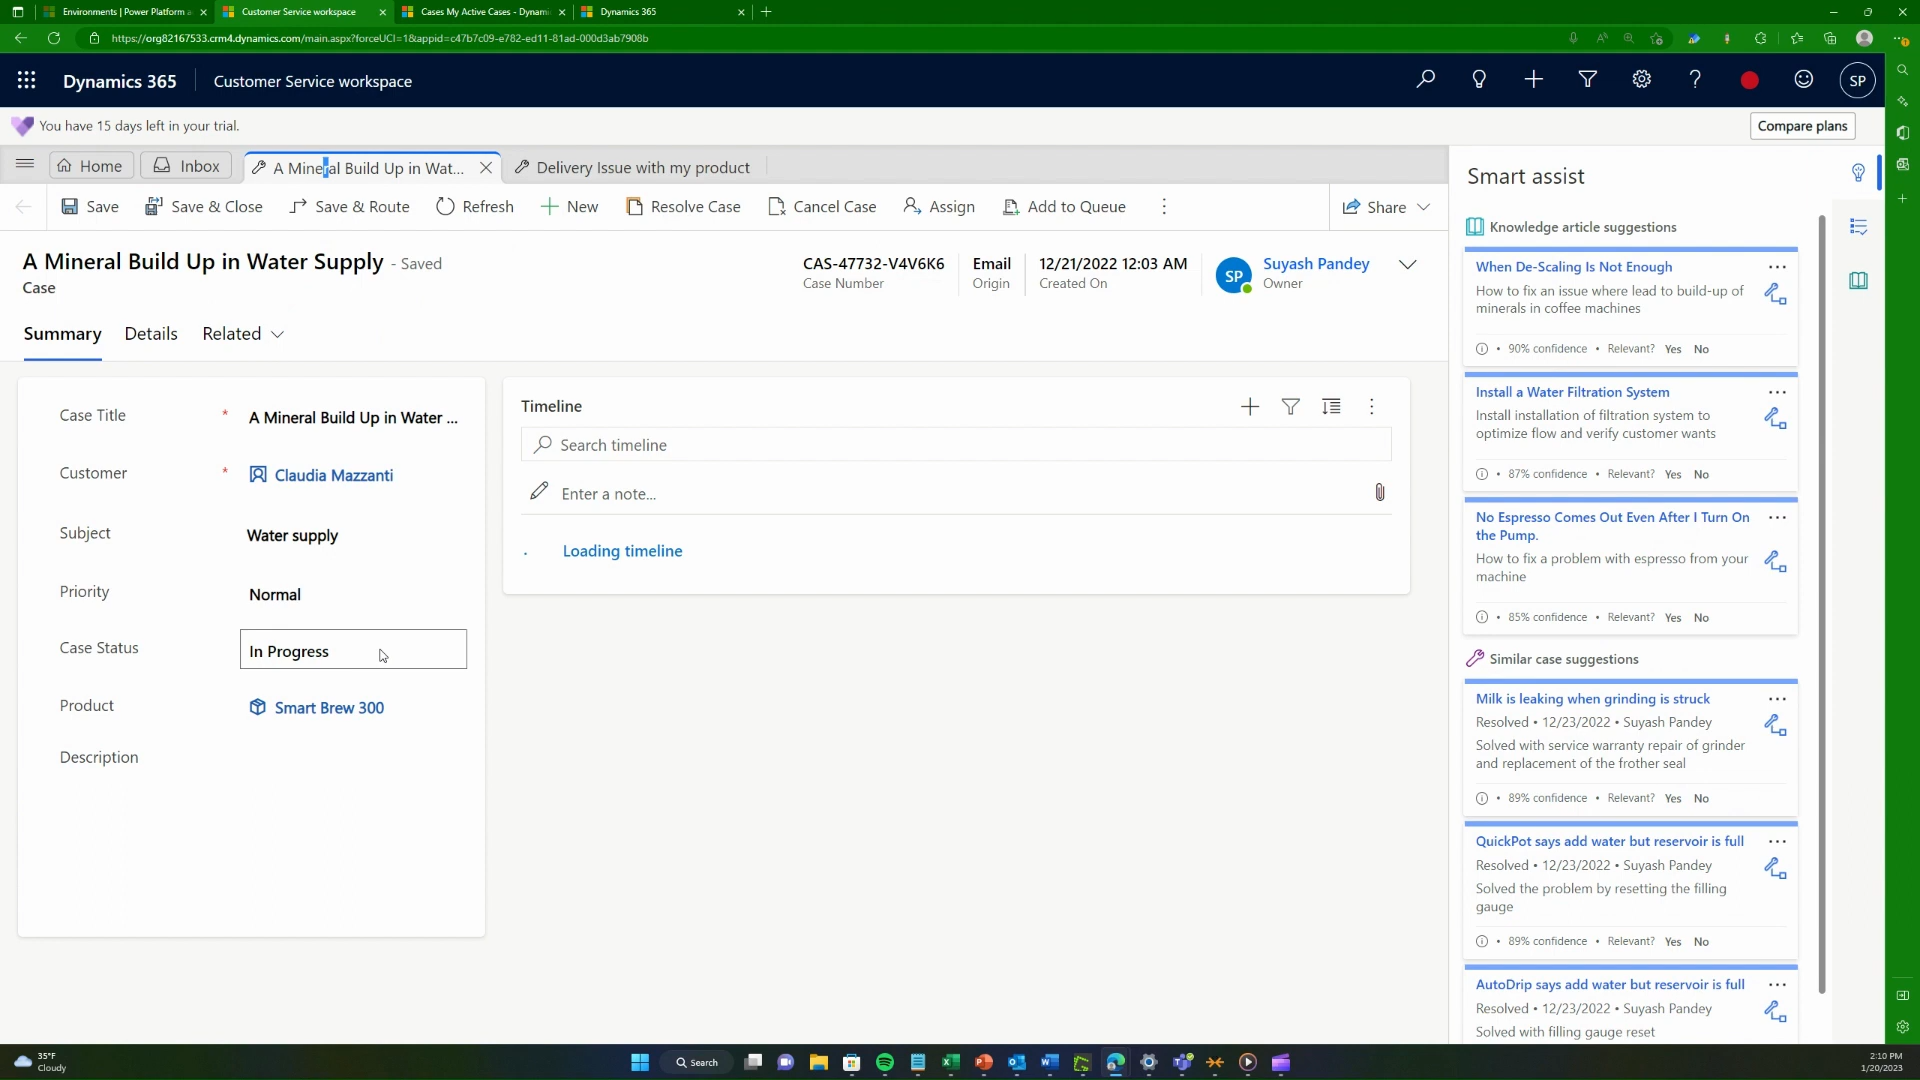 Environments | Power Platform a
Customer Service workspace
Cases My Active Cases - Dynami
Dynamics 365
https://org82167533.crm4.dynamics.com/main.aspx?forceUCI=1&appid=c47b7c09-e782-ed11-81ad-000d3ab7908b
Dynamics 365
Customer Service workspace
SP
You have 15 days left in your trial.
Compare plans
Home
Inbox
A Mineral Build Up in Wat...
Delivery Issue with my product
Save
Save & Close
Save & Route
Refresh
New
Resolve Case
Cancel Case
Assign
Add to Queue
Share
A Mineral Build Up in Water Supply - Saved
Case
CAS-47732-V4V6K6
Case Number
Email
Origin
12/21/2022 12:03 AM
Created On
SP
Suyash Pandey
Owner
Summary
Details
Related
Case Title * A Mineral Build Up in Water ...
Customer * Claudia Mazzanti
Subject Water supply
Priority Normal
Case Status In Progress
Product Smart Brew 300
Description
Timeline
Search timeline
Enter a note...
Loading timeline
Smart assist
Knowledge article suggestions
When De-Scaling Is Not Enough
How to fix an issue where lead to build-up of
minerals in coffee machines
• 90% confidence • Relevant? Yes No
Install a Water Filtration System
Install installation of filtration system to
optimize flow and verify customer wants
• 87% confidence • Relevant? Yes No
No Espresso Comes Out Even After I Turn On
the Pump.
How to fix a problem with espresso from your
machine
• 85% confidence • Relevant? Yes No
Similar case suggestions
Milk is leaking when grinding is struck
Resolved • 12/23/2022 • Suyash Pandey
Solved with service warranty repair of grinder
and replacement of the frother seal
• 89% confidence • Relevant? Yes No
QuickPot says add water but reservoir is full
Resolved • 12/23/2022 • Suyash Pandey
Solved the problem by resetting the filling
gauge
• 89% confidence • Relevant? Yes No
AutoDrip says add water but reservoir is full
Resolved • 12/23/2022 • Suyash Pandey
Solved with filling gauge reset
35°F
Cloudy
Search
2:10 PM
1/20/2023